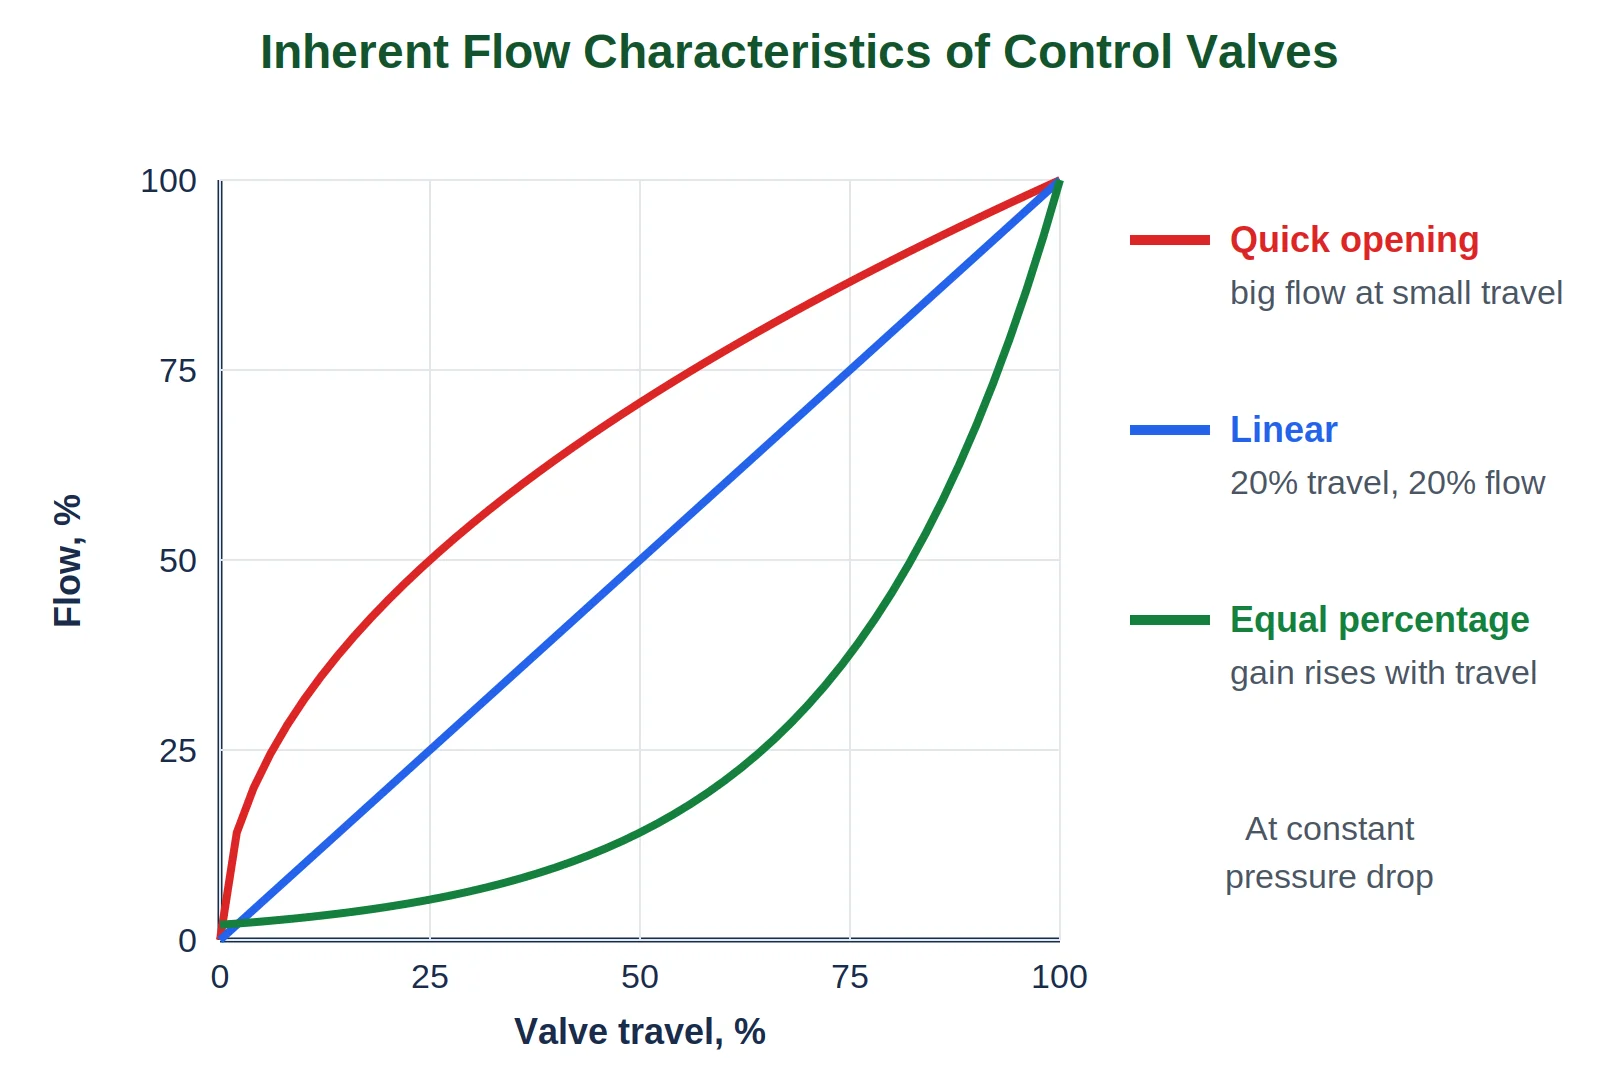 Inherent Flow Characteristics of Control Valves
100
75
50
25
0
0 25 50 75 100
Flow, %
Valve travel, %
Quick opening
big flow at small travel
Linear
20% travel, 20% flow
Equal percentage
gain rises with travel
At constant
pressure drop